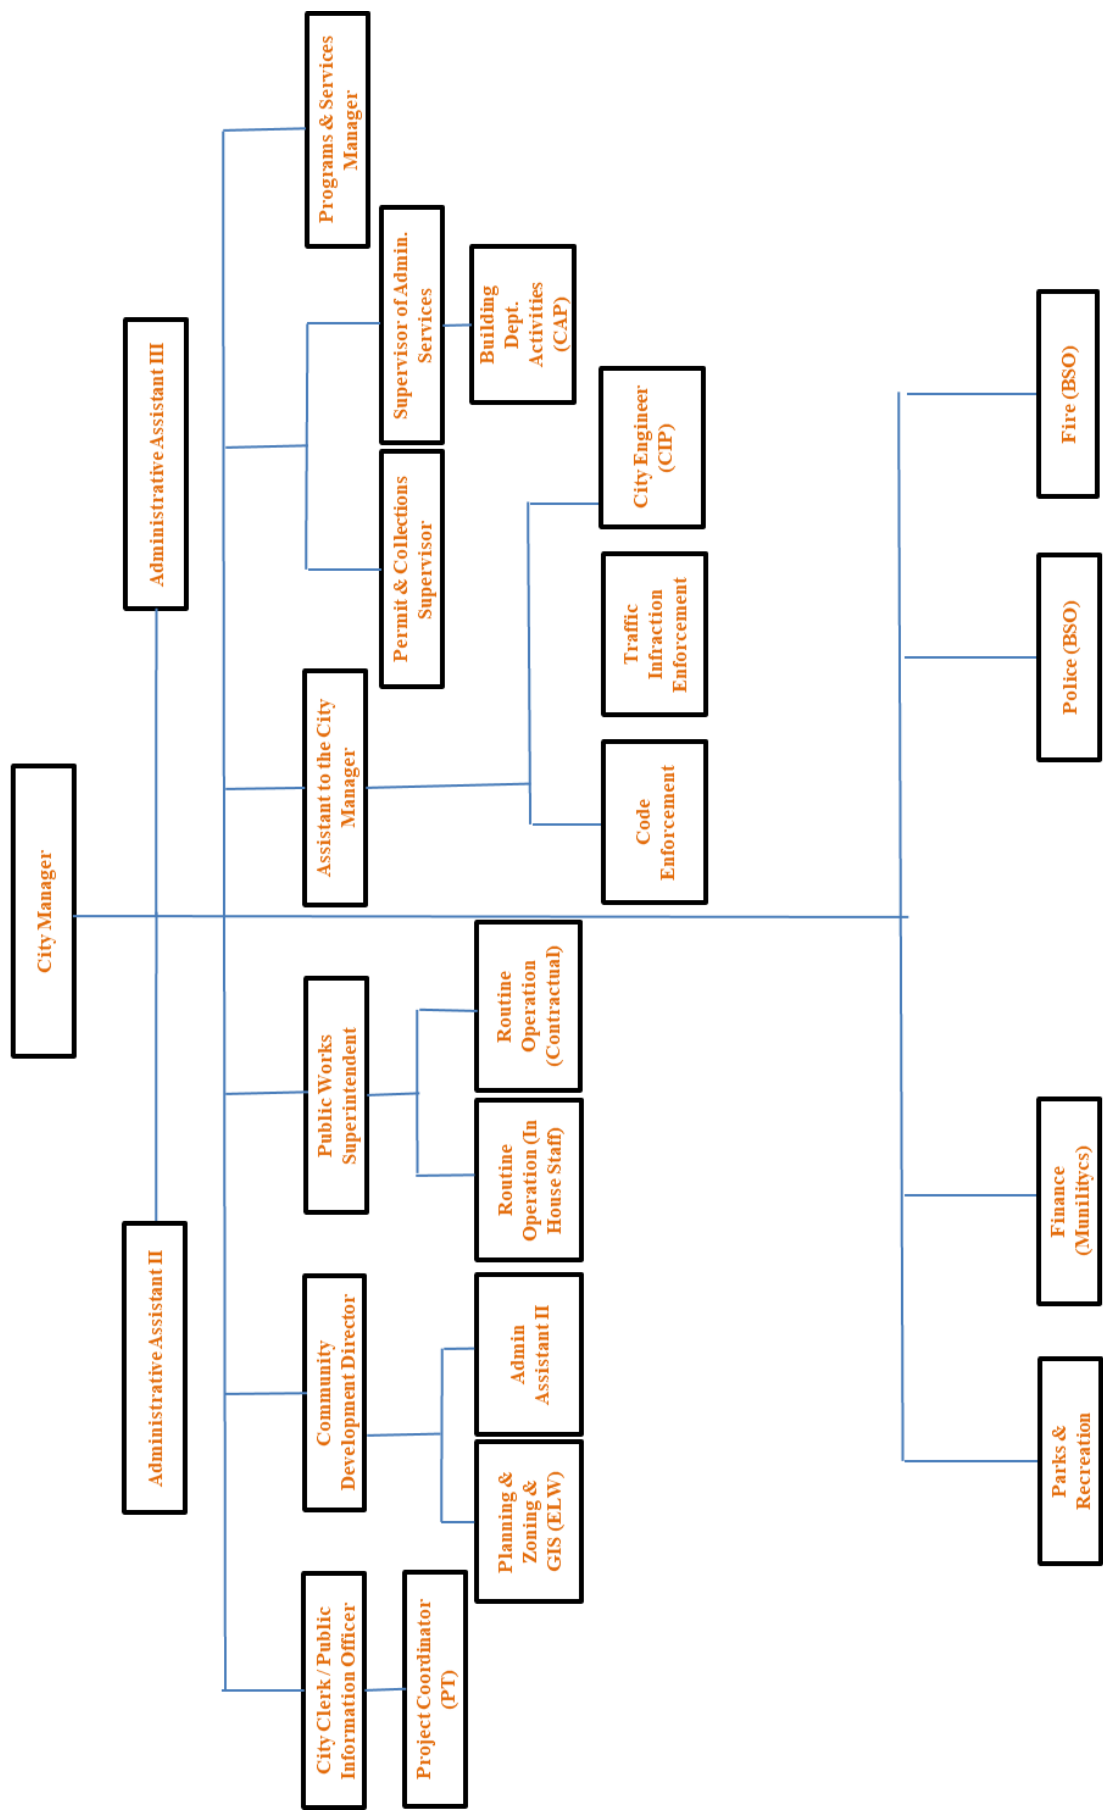 City Manager
Administrative Assistant II
Administrative Assistant III
City Clerk / Public
Information Officer
Community
Development Director
Public Works
Superintendent
Assistant to the City
Manager
Programs & Services
Manager
Permit & Collections
Supervisor
Supervisor of Admin.
Services
Project Coordinator
(PT)
Planning &
Zoning &
GIS (ELW)
Admin
Assistant II
Routine
Operation (In
House Staff)
Routine
Operation
(Contractual)
Building
Dept.
Activities
(CAP)
Code
Enforcement
Traffic
Infraction
Enforcement
City Engineer
(CIP)
Parks &
Recreation
Finance
(Munilitycs)
Police (BSO)
Fire (BSO)